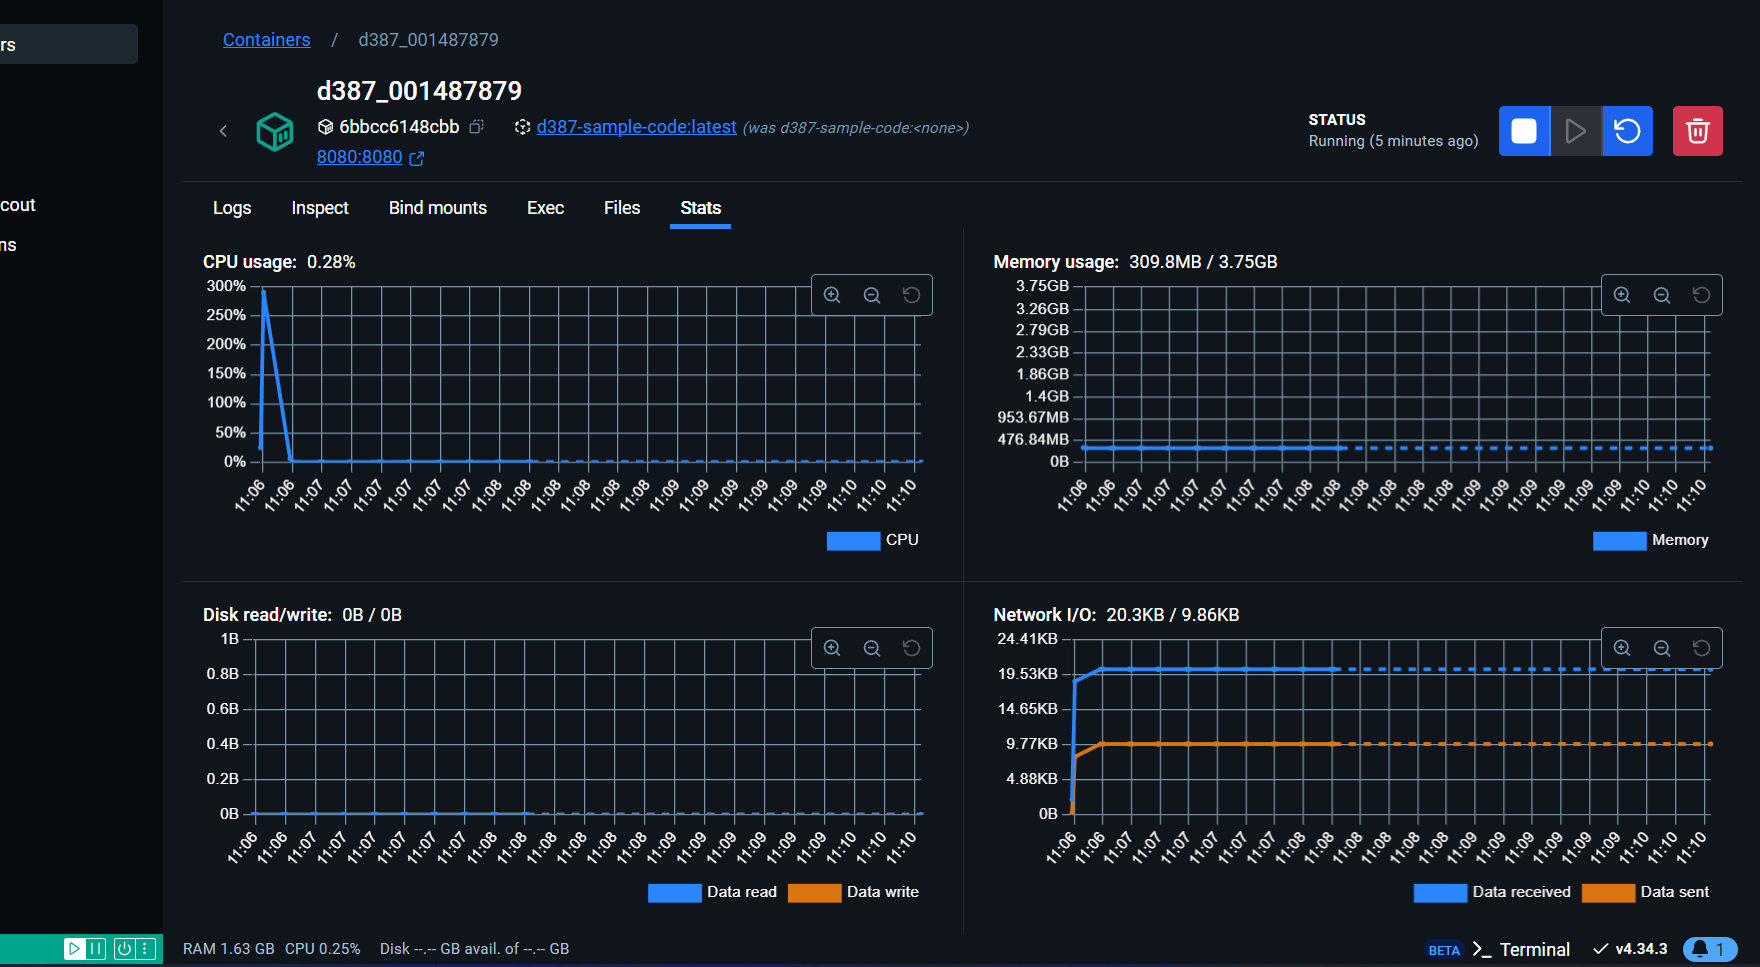 rs
cout
ns
Containers / d387_001487879
d387_001487879
6bbcc6148cbb d387-sample-code:latest (was d387-sample-code:<none>)
8080:8080
STATUS
Running (5 minutes ago)
Logs Inspect Bind mounts Exec Files Stats
CPU usage: 0.28%
300%
250%
200%
150%
100%
50%
0%
11:06 11:06 11:07 11:07 11:07 11:07 11:07 11:07 11:08 11:08 11:08 11:08 11:08 11:08 11:09 11:09 11:09 11:09 11:09 11:09 11:10 11:10 11:10
CPU
Memory usage: 309.8MB / 3.75GB
3.75GB
3.26GB
2.79GB
2.33GB
1.86GB
1.4GB
953.67MB
476.84MB
0B
11:06 11:06 11:07 11:07 11:07 11:07 11:07 11:07 11:08 11:08 11:08 11:08 11:08 11:08 11:09 11:09 11:09 11:09 11:09 11:09 11:10 11:10 11:10
Memory
Disk read/write: 0B / 0B
1B
0.8B
0.6B
0.4B
0.2B
0B
11:06 11:06 11:07 11:07 11:07 11:07 11:07 11:07 11:08 11:08 11:08 11:08 11:08 11:08 11:09 11:09 11:09 11:09 11:09 11:09 11:10 11:10 11:10
Data read Data write
Network I/O: 20.3KB / 9.86KB
24.41KB
19.53KB
14.65KB
9.77KB
4.88KB
0B
11:06 11:06 11:07 11:07 11:07 11:07 11:07 11:07 11:08 11:08 11:08 11:08 11:08 11:08 11:09 11:09 11:09 11:09 11:09 11:09 11:10 11:10 11:10
Data received Data sent
RAM 1.63 GB CPU 0.25% Disk --.-- GB avail. of --.-- GB
BETA >_ Terminal v4.34.3 1